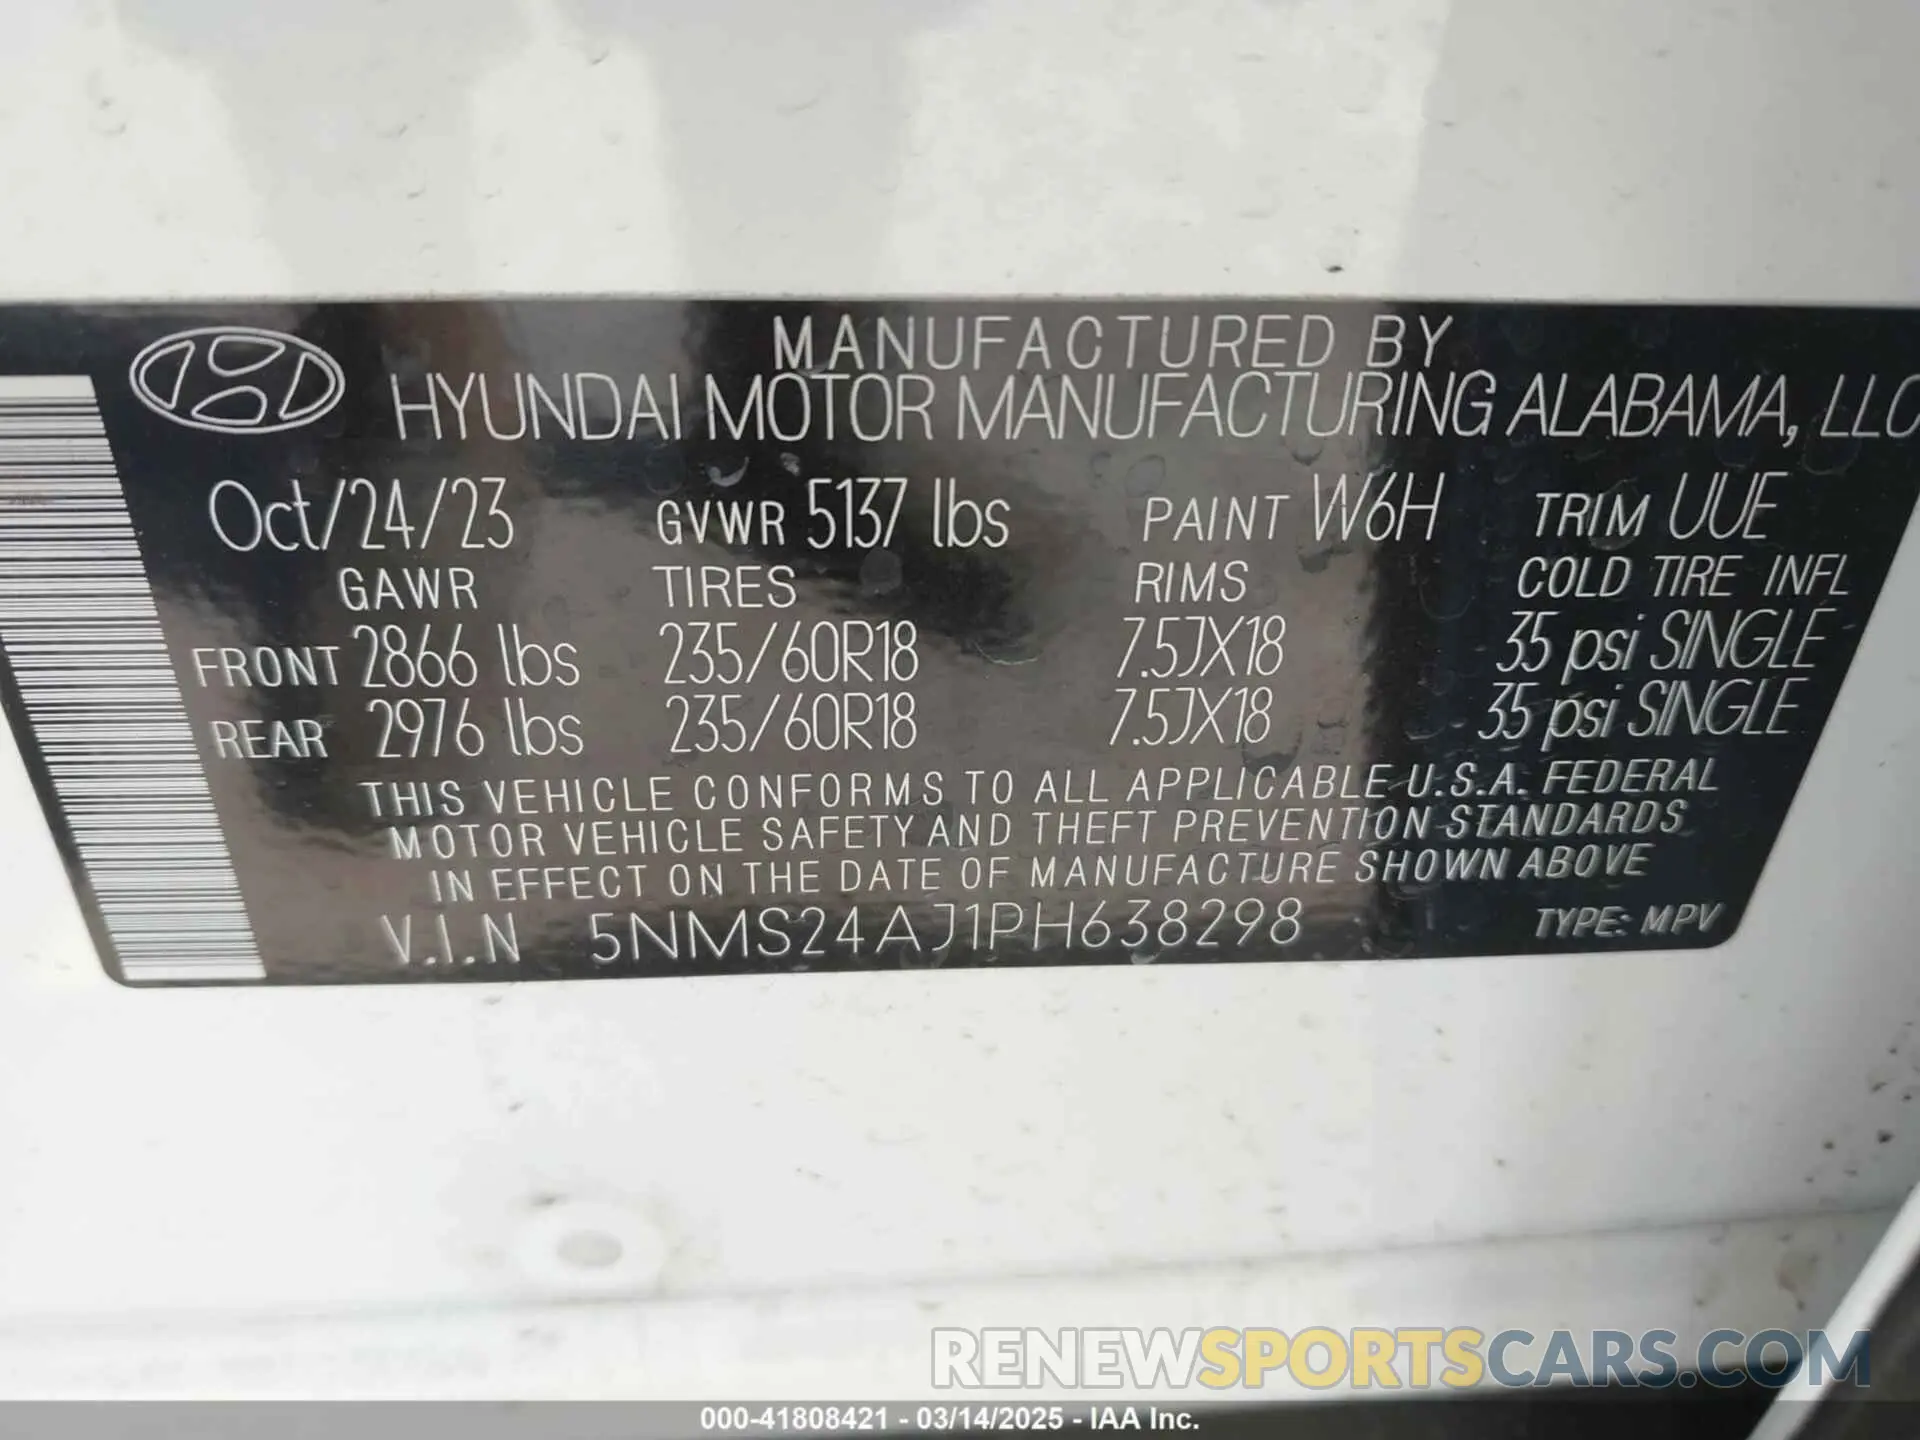 MANUFACTURED BY
HYUNDAI MOTOR MANUFACTURING ALABAMA, LLC
Oct/24/23 GVWR 5137 lbs PAINT W6H TRIM UUE
GAWR TIRES RIMS COLD TIRE INFL
FRONT 2866 lbs 235/60R18 7.5JX18 35 psi SINGLE
REAR 2976 lbs 235/60R18 7.5JX18 35 psi SINGLE
THIS VEHICLE CONFORMS TO ALL APPLICABLE U.S.A. FEDERAL
MOTOR VEHICLE SAFETY AND THEFT PREVENTION STANDARDS
IN EFFECT ON THE DATE OF MANUFACTURE SHOWN ABOVE
V.I.N 5NMS24AJ1PH638298 TYPE: MPV
RENEWSPORTSCARS.COM
000-41808421 - 03/14/2025 - IAA Inc.